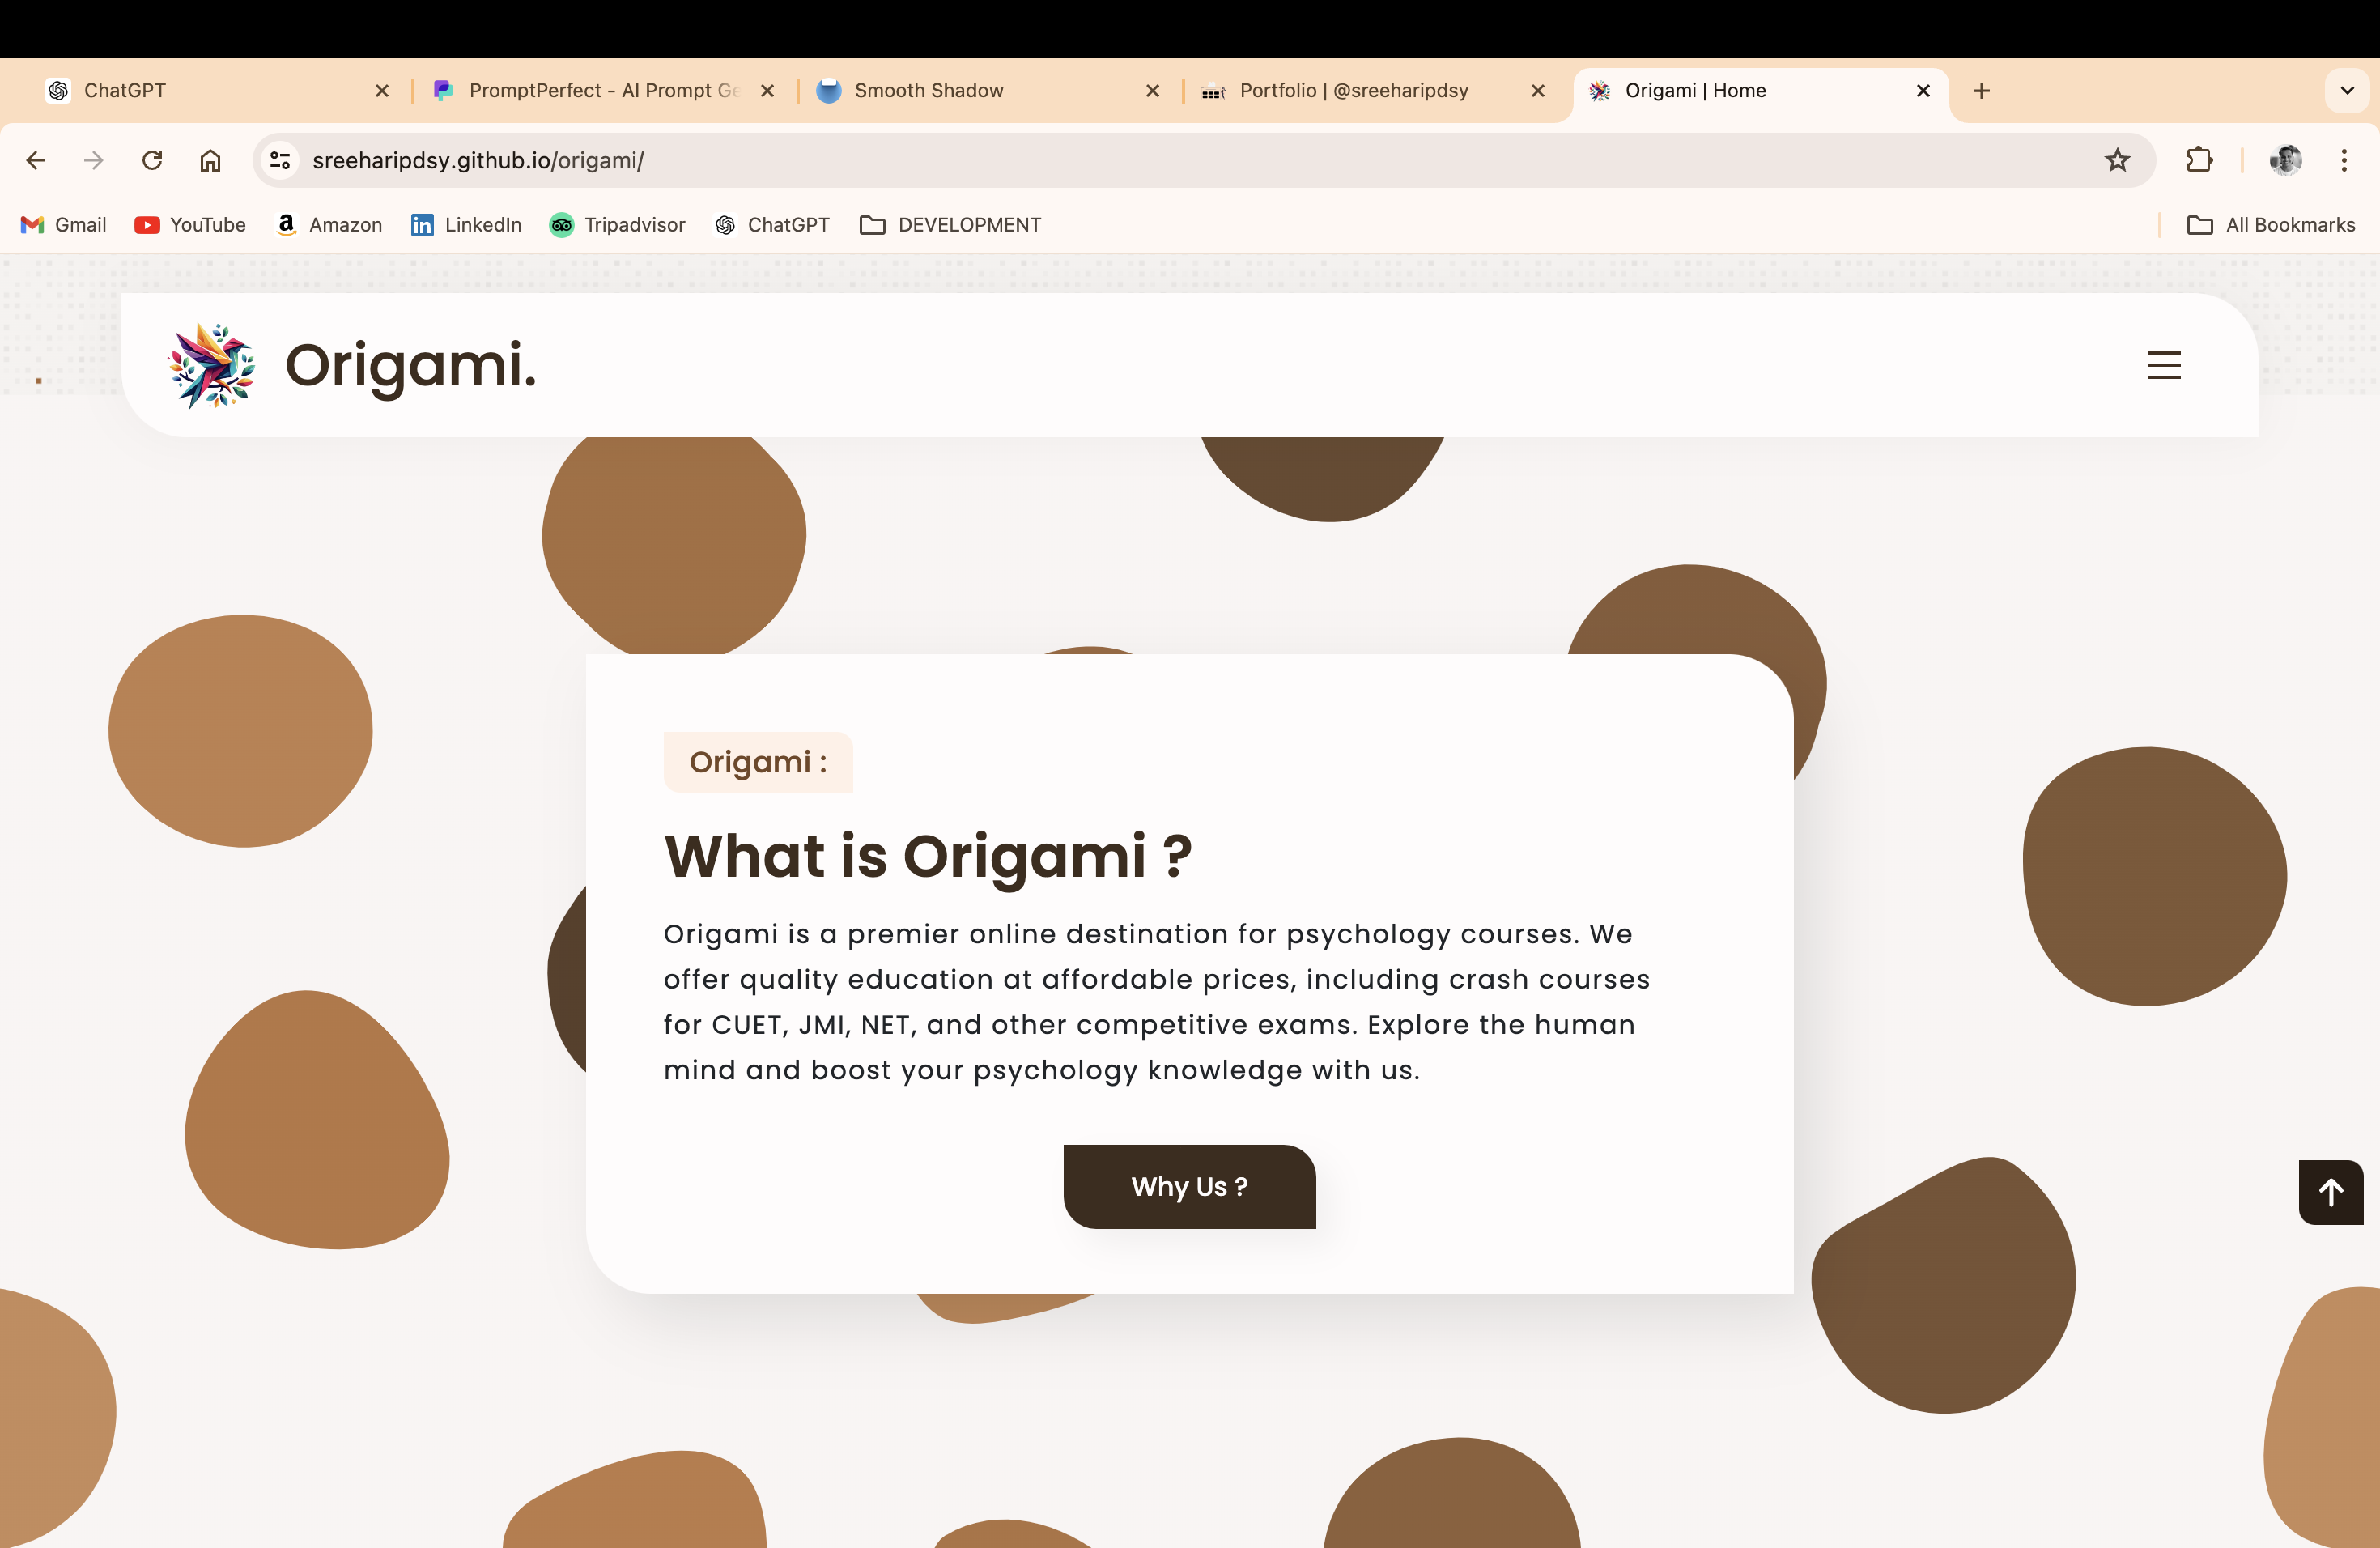 ChatGPT
PromptPerfect - AI Prompt Ge
Smooth Shadow
Portfolio | @sreeharipdsy
Origami | Home
sreeharipdsy.github.io/origami/
Gmail
YouTube
Amazon
LinkedIn
Tripadvisor
ChatGPT
DEVELOPMENT
All Bookmarks
Origami.
Origami :
What is Origami ?
Origami is a premier online destination for psychology courses. We
offer quality education at affordable prices, including crash courses
for CUET, JMI, NET, and other competitive exams. Explore the human
mind and boost your psychology knowledge with us.
Why Us ?